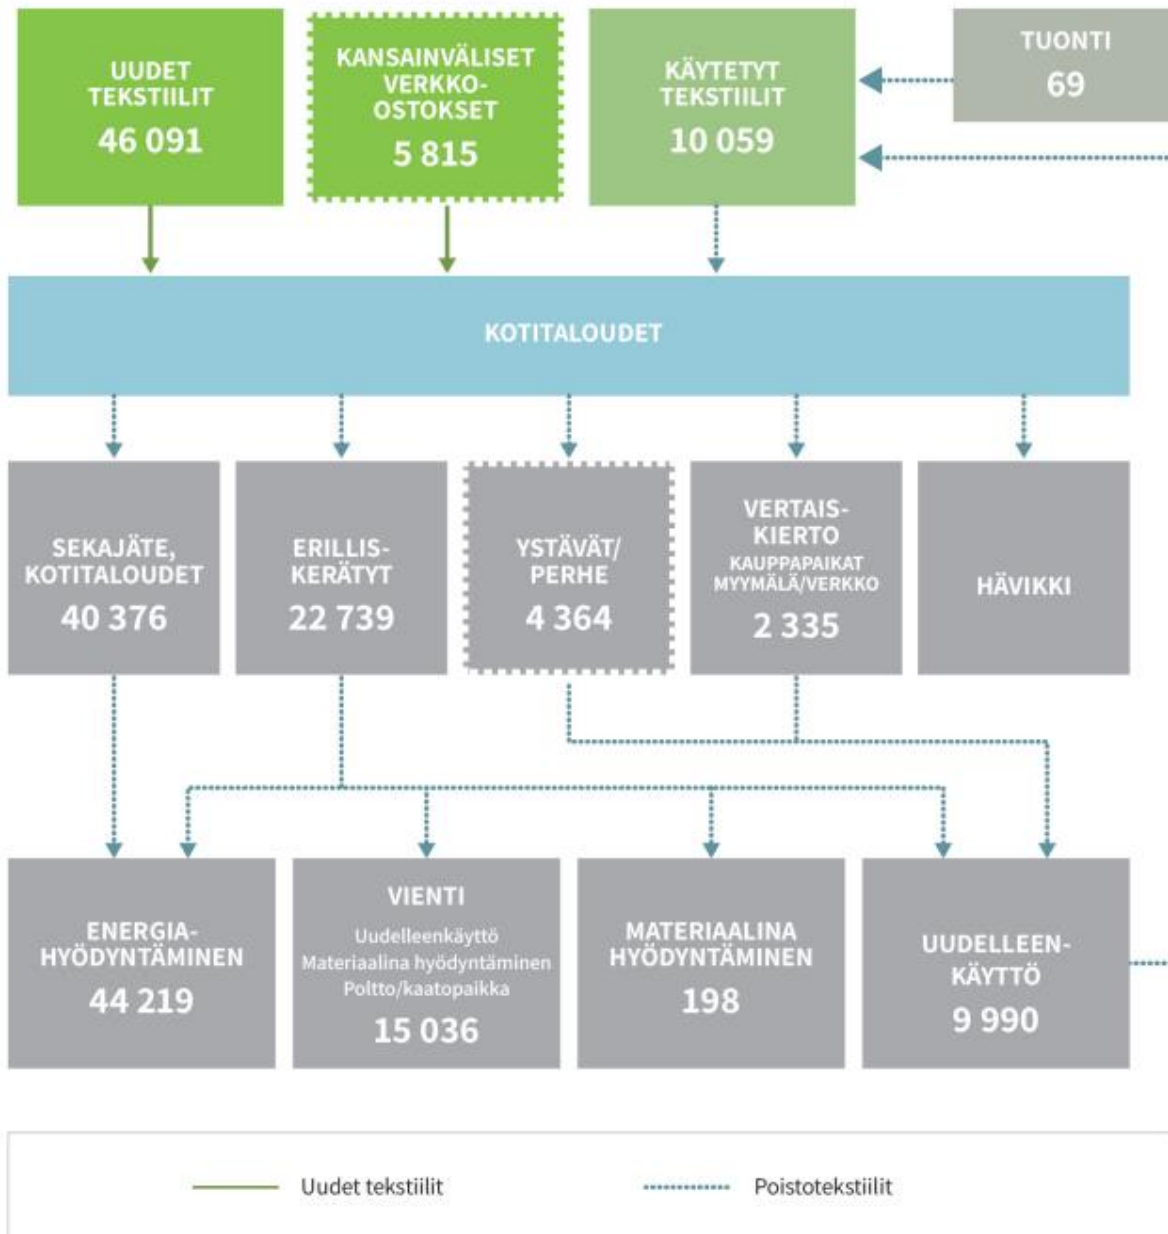 UUDET
TEKSTIILIT
46 091
KANSAINVÄLISET
VERKKO-
OSTOKSET
5 815
KÄYTETYT
TEKSTIILIT
10 059
TUONTI
69
KOTITALOUDET
SEKAJÄTE,
KOTITALOUDET
40 376
ERILLIS-
KERÄTYT
22 739
YSTÄVÄT/
PERHE
4 364
VERTAIS-
KIERTO
KAUPPAPAIKAT
MYYMÄLÄ/VERKKO
2 335
HÄVIKKI
ENERGIA-
HYÖDYNTÄMINEN
44 219
VIENTI
Uudelleenkäyttö
Materiaalina hyödyntäminen
Poltto/kaatopaikka
15 036
MATERIAALINA
HYÖDYNTÄMINEN
198
UUDELLEEN-
KÄYTTÖ
9 990
Uudet tekstiilit
Poistotekstiilit